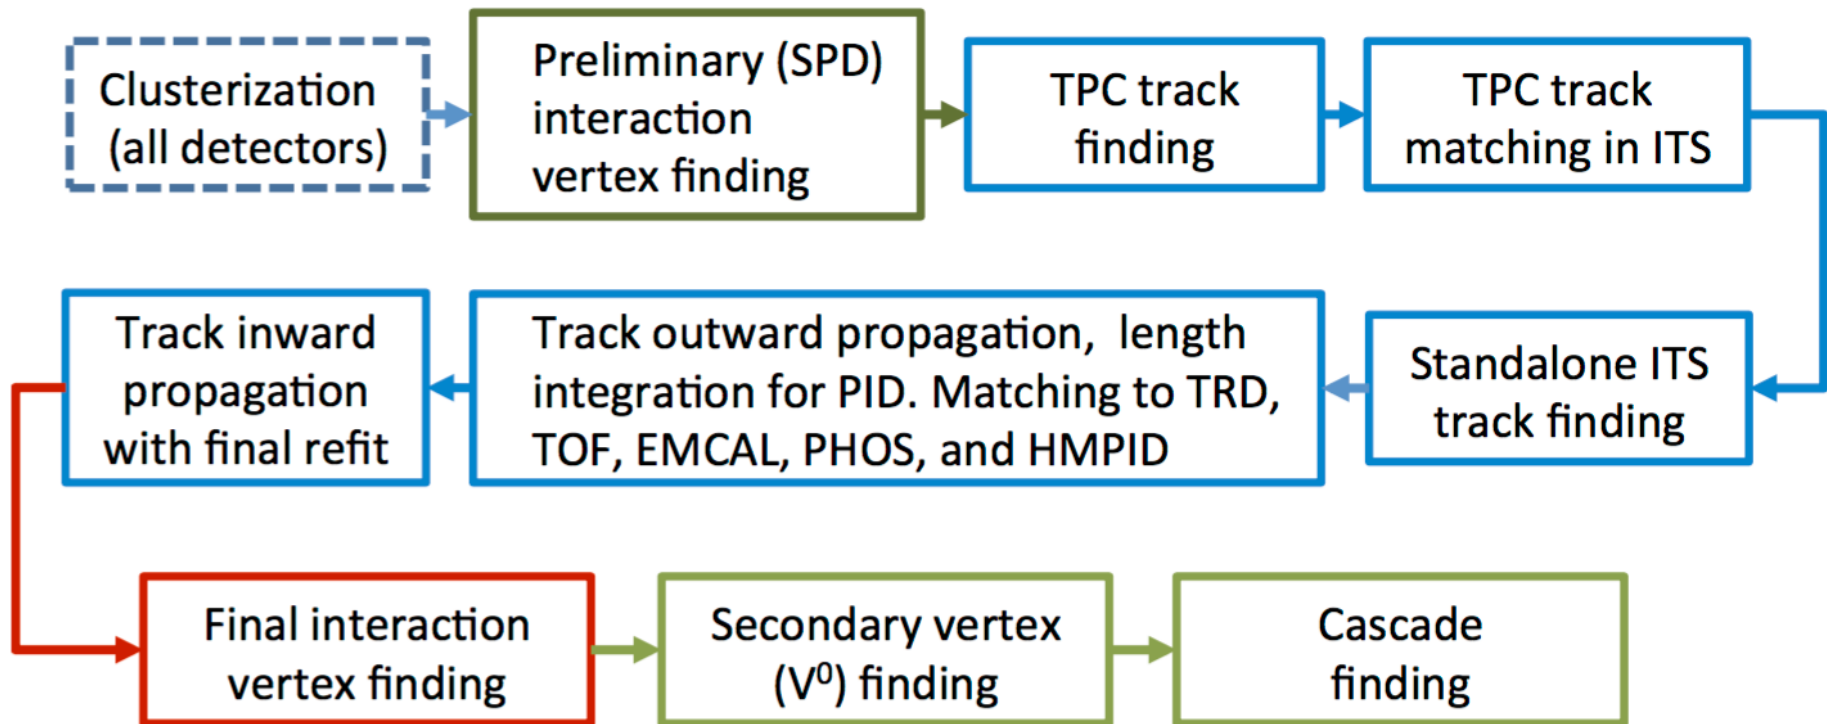 Clusterization
(all detectors)
Preliminary (SPD)
interaction
vertex finding
TPC track
finding
TPC track
matching in ITS
Standalone ITS
track finding
Track outward propagation, length
integration for PID. Matching to TRD,
TOF, EMCAL, PHOS, and HMPID
Track inward
propagation
with final refit
Final interaction
vertex finding
Secondary vertex
(V⁰) finding
Cascade
finding